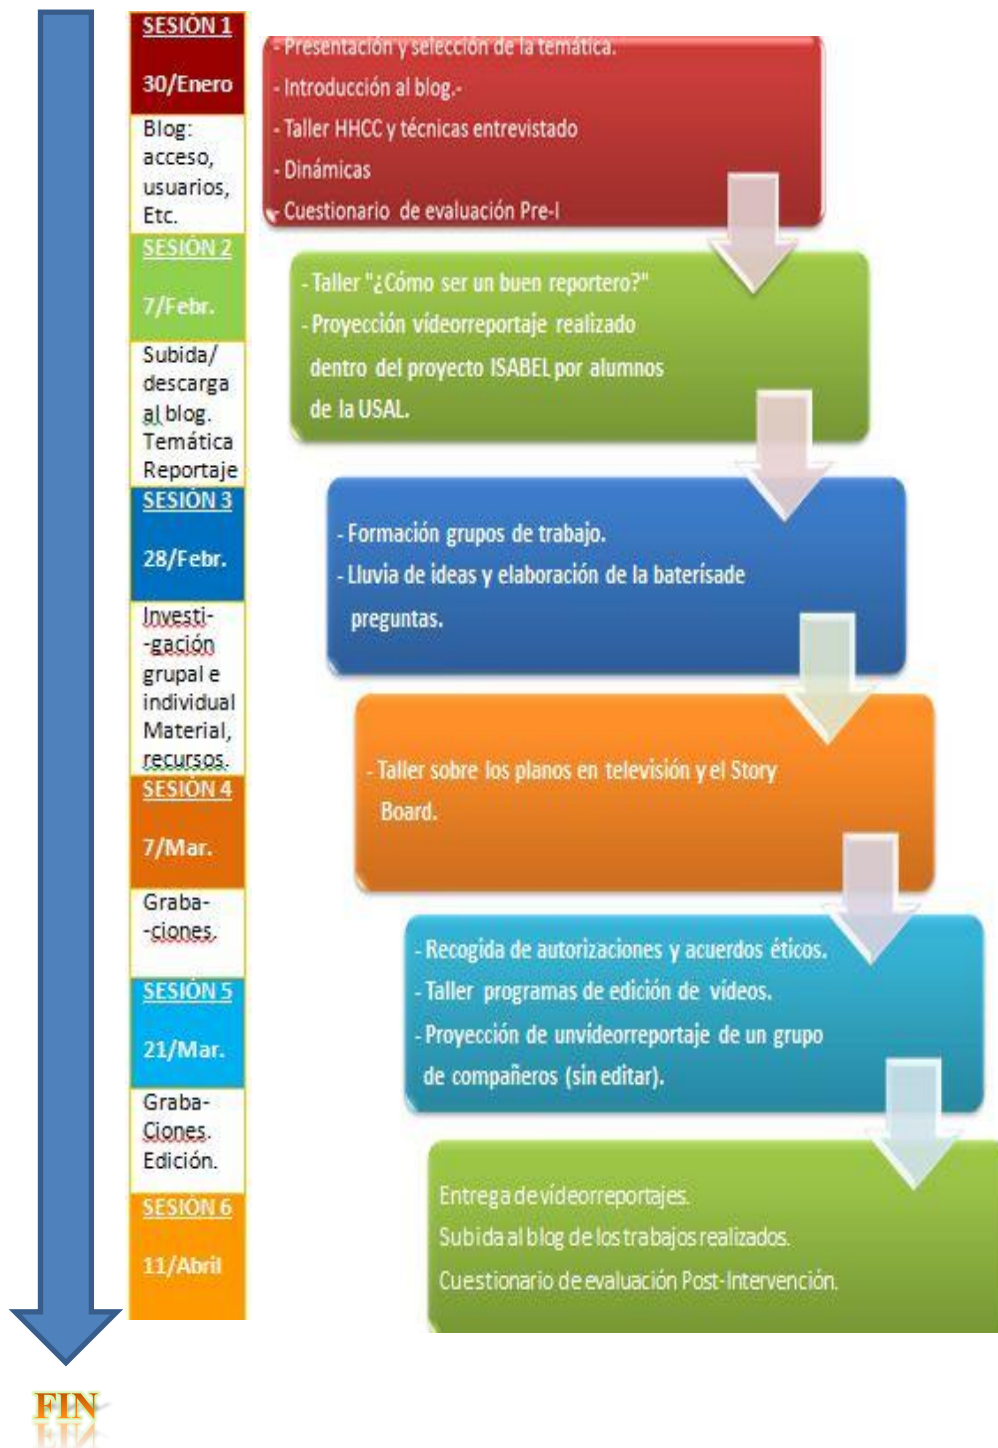 SESIÓN 1
30/Enero
Blog:
acceso,
usuarios,
Etc.
SESIÓN 2
7/Febr.
Subida/
descarga
al blog.
Temática
Reportaje
SESIÓN 3
28/Febr.
Investi-
-gación
grupal e
individual
Material,
recursos.
SESIÓN 4
7/Mar.
Graba-
-ciones.
SESIÓN 5
21/Mar.
Graba-
Ciones.
Edición.
SESIÓN 6
11/Abril
- Presentación y selección de la temática.
- Introducción al blog.-
- Taller HHCC y técnicas entrevistado
- Dinámicas
- Cuestionario de evaluación Pre-I
- Taller "¿Cómo ser un buen reportero?"
- Proyección vídeorreportaje realizado
dentro del proyecto ISABEL por alumnos
de la USAL.
- Formación grupos de trabajo.
- Lluvia de ideas y elaboración de la baterísade
preguntas.
- Taller sobre los planos en televisión y el Story
Board.
- Recogida de autorizaciones y acuerdos éticos.
- Taller programas de edición de vídeos.
- Proyección de unvídeorreportaje de un grupo
de compañeros (sin editar).
Entrega de vídeorreportajes.
Subida al blog de los trabajos realizados.
Cuestionario de evaluación Post-Intervención.
FIN